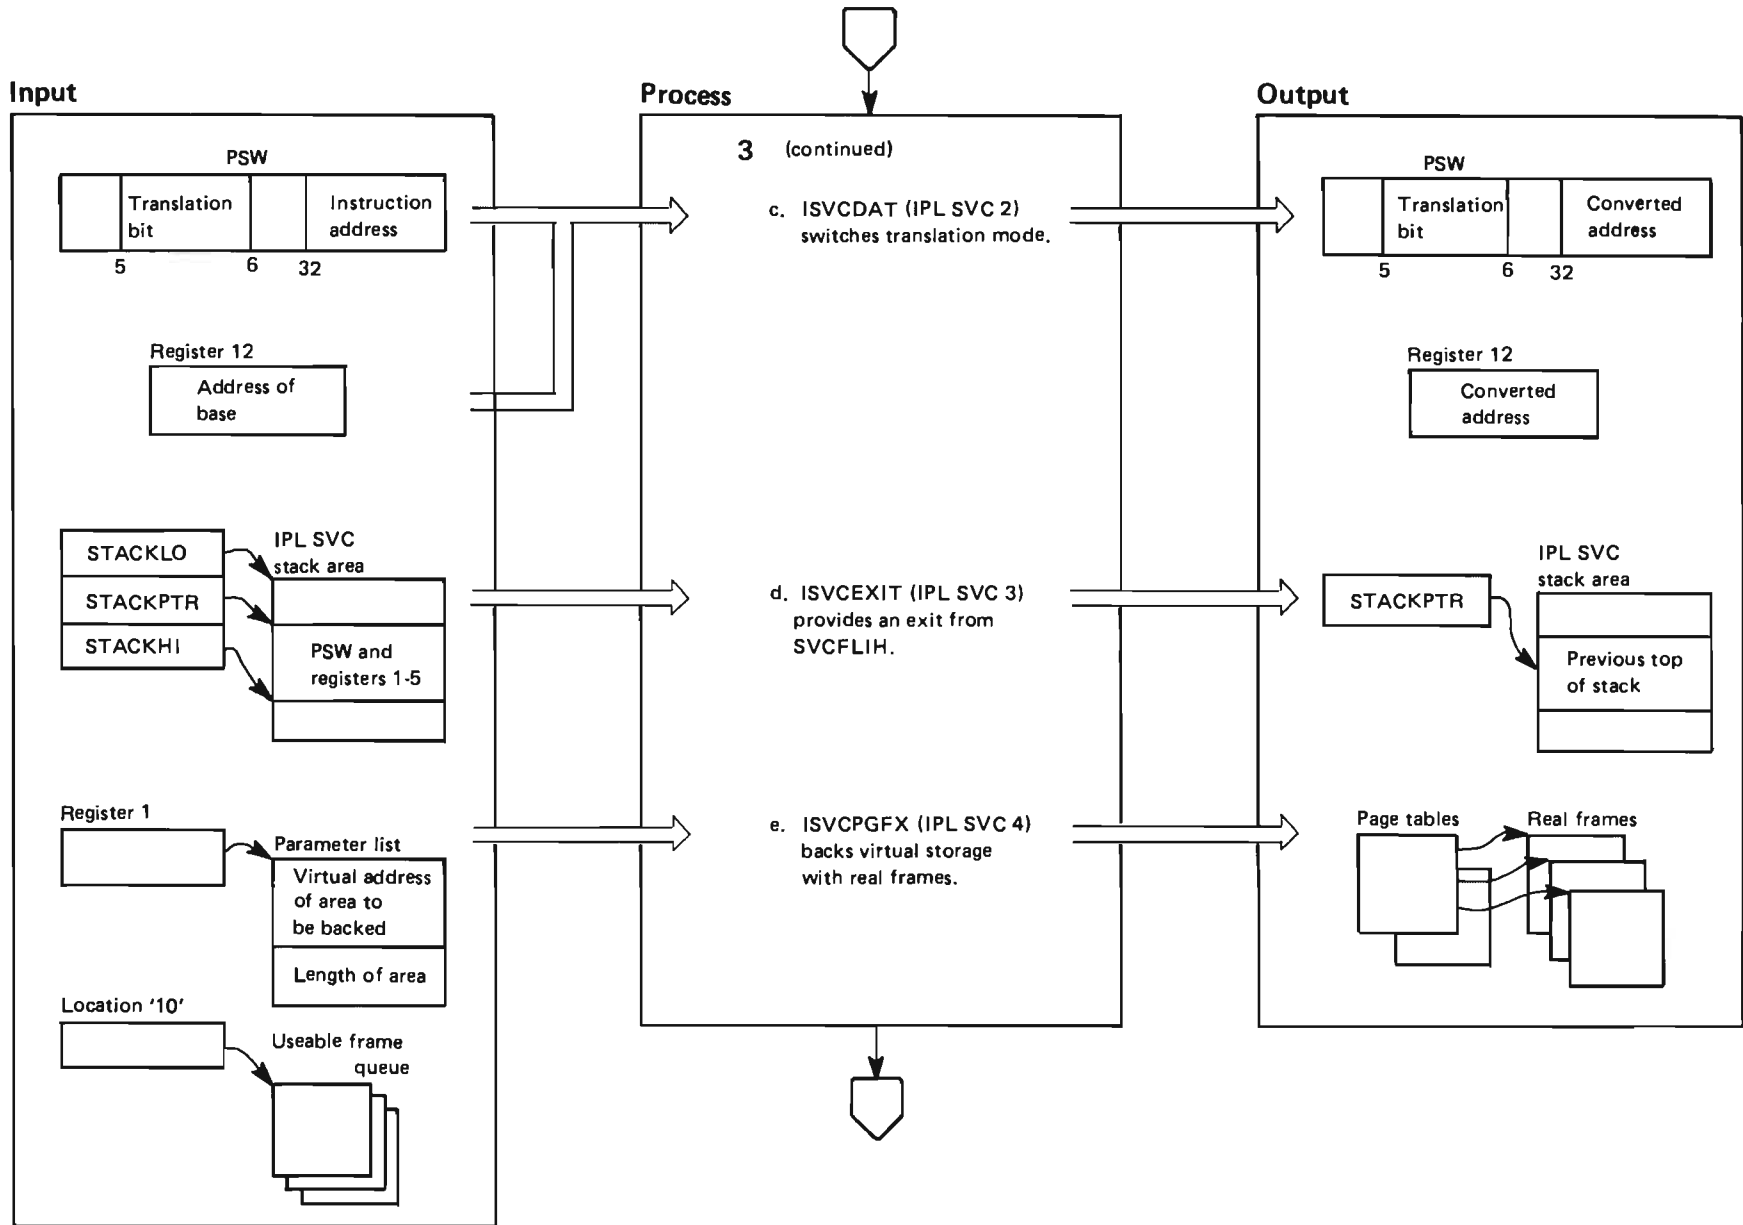 Input
PSW
Translation
bit
Instruction
address
5
6
32
Register 12
Address of
base
STACKLO
STACKPTR
STACKHI
IPL SVC
stack area
PSW and
registers 1-5
Register 1
Parameter list
Virtual address
of area to
be backed
Length of area
Location '10'
Useable frame
queue
Process
3 (continued)
c. ISVCDAT (IPL SVC 2)
switches translation mode.
d. ISVCEXIT (IPL SVC 3)
provides an exit from
SVCFLIH.
e. ISVCPGFX (IPL SVC 4)
backs virtual storage
with real frames.
Output
PSW
Translation
bit
Converted
address
5
6
32
Register 12
Converted
address
STACKPTR
IPL SVC
stack area
Previous top
of stack
Page tables
Real frames